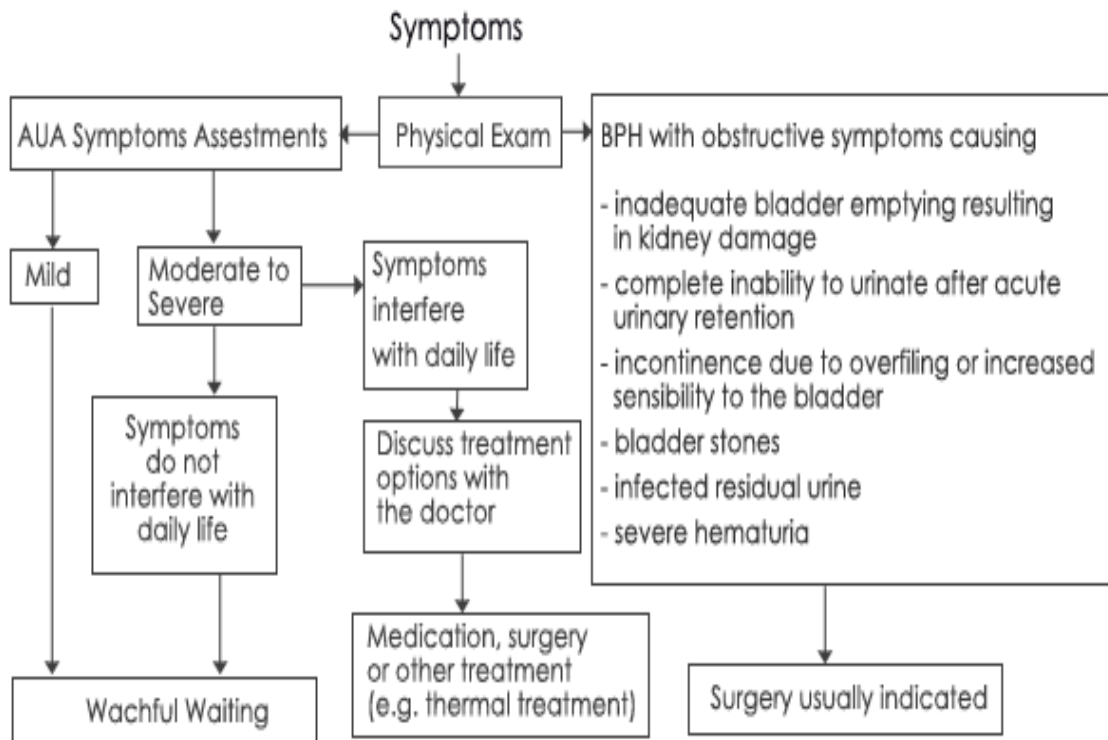 Symptoms
AUA Symptoms Assestments
Physical Exam
BPH with obstructive symptoms causing
- inadequate bladder emptying resulting
in kidney damage
- complete inability to urinate after acute
urinary retention
- incontinence due to overfiling or increased
sensibility to the bladder
- bladder stones
- infected residual urine
- severe hematuria
Mild
Moderate to
Severe
Symptoms
interfere
with daily life
Symptoms
do not
interfere with
daily life
Discuss treatment
options with
the doctor
Wachful Waiting
Medication, surgery
or other treatment
(e.g. thermal treatment)
Surgery usually indicated